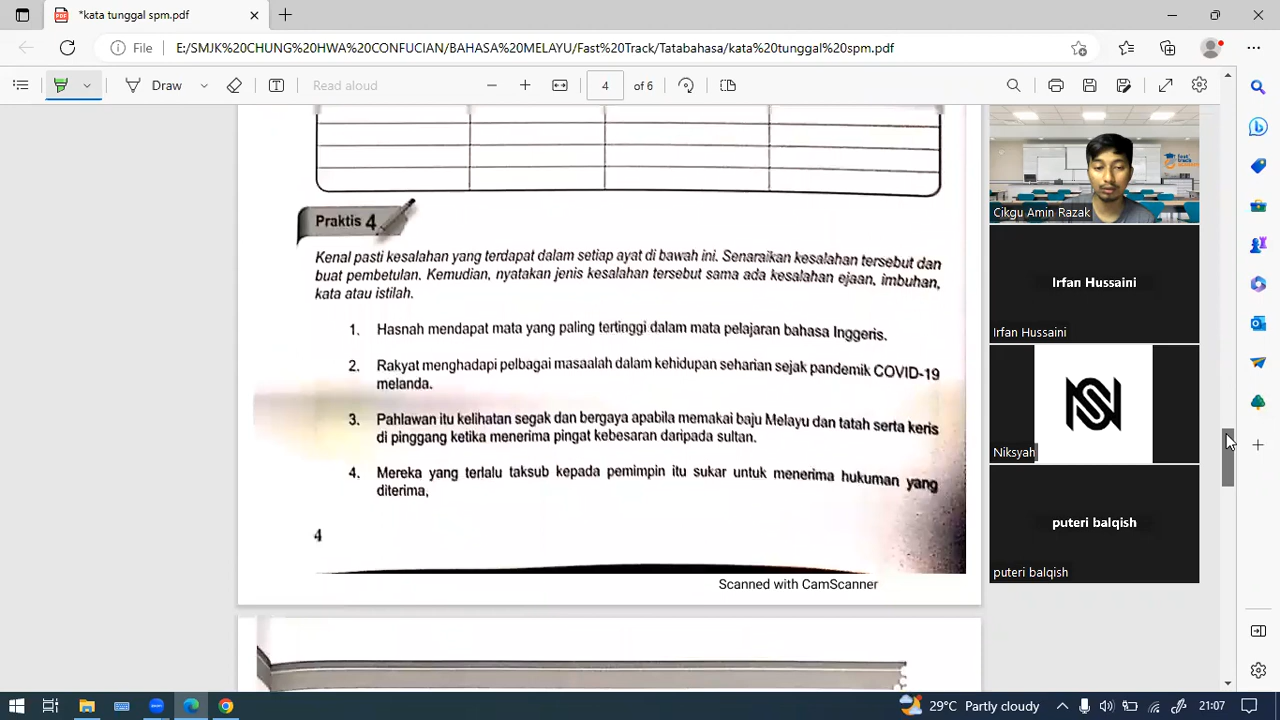 *kata tunggal spm.pdf
File
E:/SMJK%20CHUNG%20HWA%20CONFUCIAN/BAHASA%20MELAYU/Fast%20Track/Tatabahasa/kata%20tunggal%20spm.pdf
Draw
Read aloud
4
of 6
Praktis 4
Kenal pasti kesalahan yang terdapat dalam setiap ayat di bawah ini. Senaraikan kesalahan tersebut dan
buat pembetulan. Kemudian, nyatakan jenis kesalahan tersebut sama ada kesalahan ejaan, imbuhan,
kata atau istilah.
1. Hasnah mendapat mata yang paling tertinggi dalam mata pelajaran bahasa Inggeris.
2. Rakyat menghadapi pelbagai masaalah dalam kehidupan seharian sejak pandemik COVID-19
melanda.
3. Pahlawan itu kelihatan segak dan bergaya apabila memakai baju Melayu dan tatah serta keris
di pinggang ketika menerima pingat kebesaran daripada sultan.
4. Mereka yang terlalu taksub kepada pemimpin itu sukar untuk menerima hukuman yang
diterima,
4
Scanned with CamScanner
Cikgu Amin Razak
Irfan Hussaini
Irfan Hussaini
Niksyah
puteri balqish
puteri balqish
29°C Partly cloudy
21:07